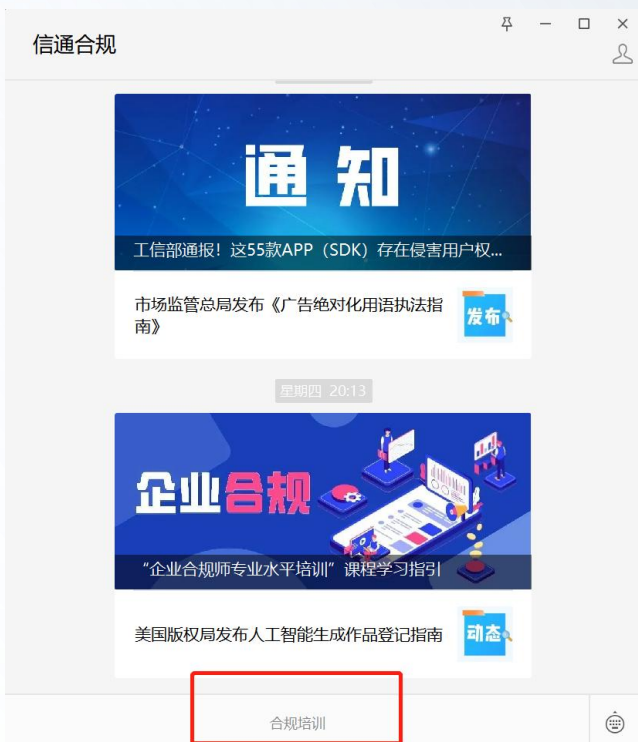 信通合规
通知
工信部通报！这55款APP（SDK）存在侵害用户权...
市场监管总局发布《广告绝对化用语执法指
南》
发布
星期四 20:13
企业合规
“企业合规师专业水平培训”课程学习指引
美国版权局发布人工智能生成作品登记指南
动态
合规培训